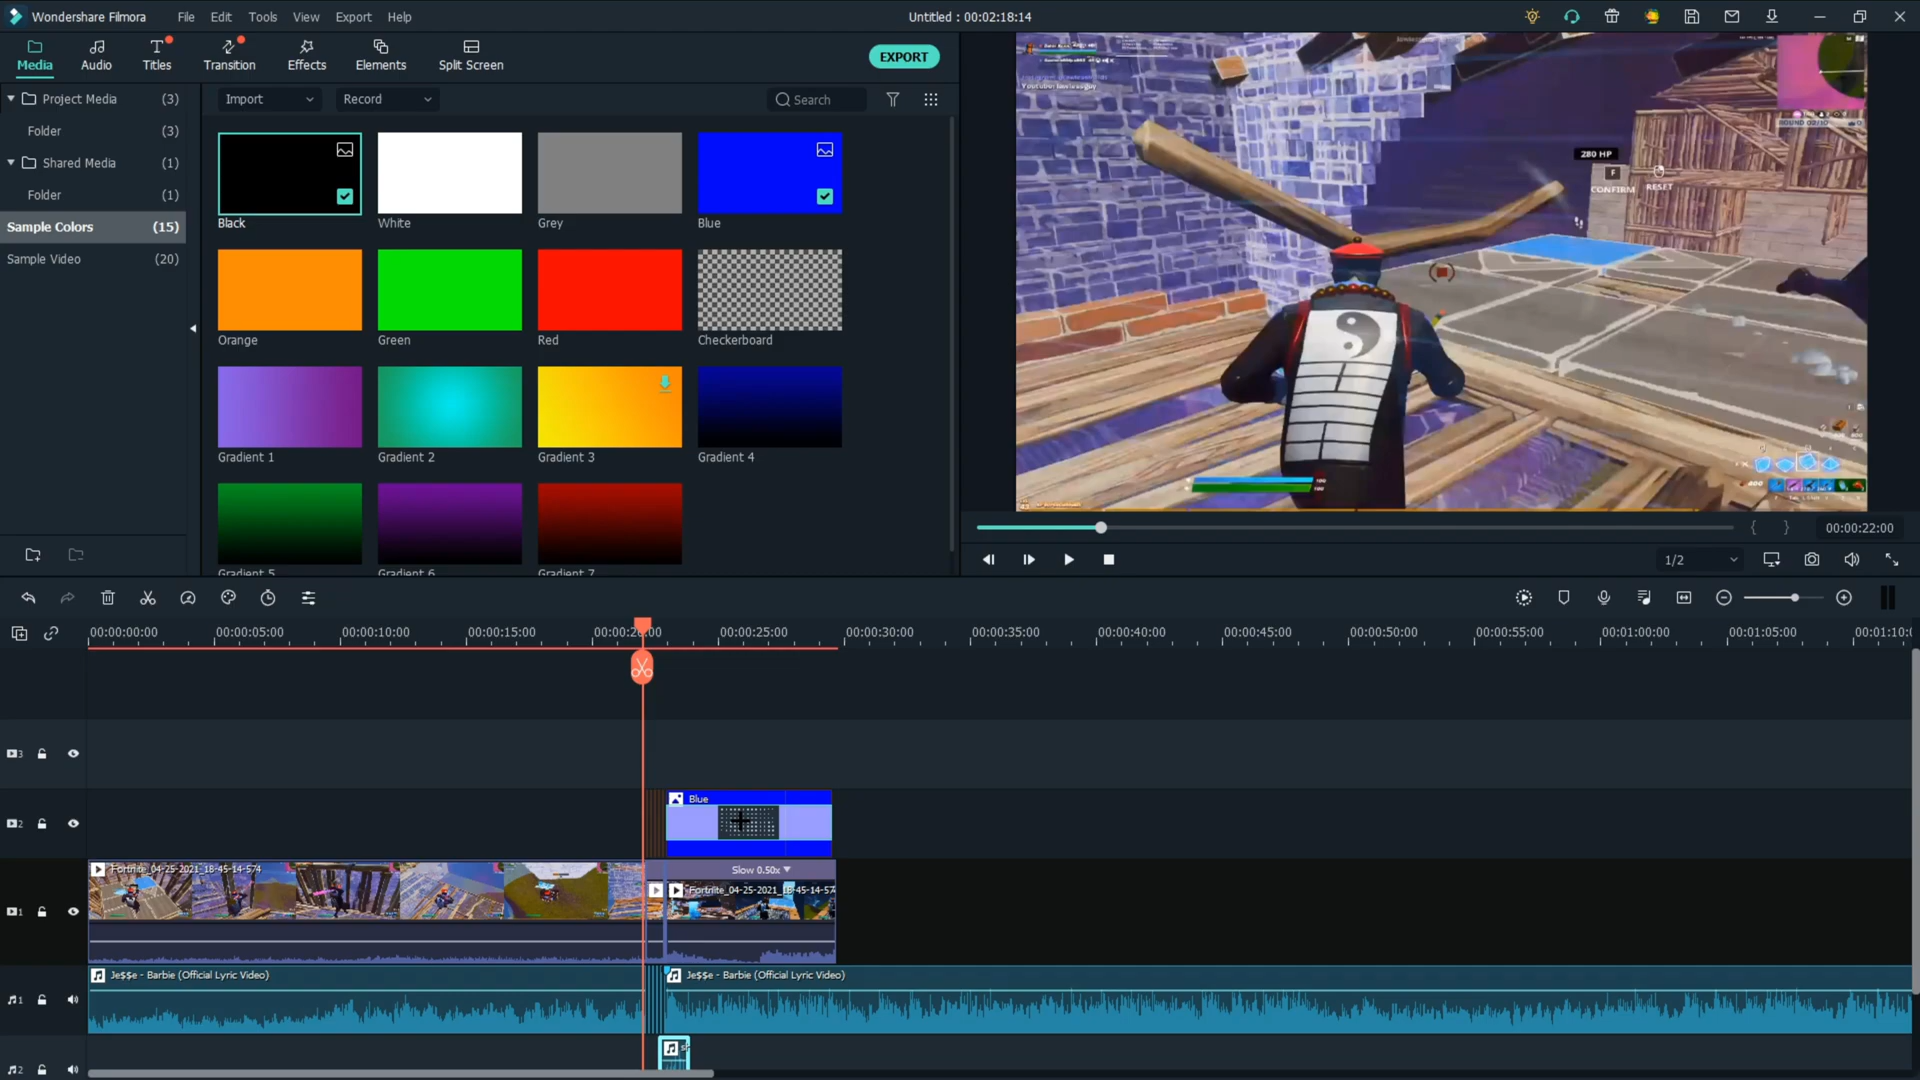 Wondershare Filmora
File Edit Tools View Export Help
Untitled : 00:02:18:14
Media
Audio
Titles
Transition
Effects
Elements
Split Screen
EXPORT
Project Media (3)
Folder (3)
Shared Media (1)
Folder (1)
Sample Colors (15)
Sample Video (20)
Import
Record
Search
Black
White
Grey
Blue
Orange
Green
Red
Checkerboard
Gradient 1
Gradient 2
Gradient 3
Gradient 4
Gradient 5
Gradient 6
Gradient 7
280 HP
F
CONFIRM
RESET
100
100
00:00:22:00
1/2
00:00:00:00
00:00:05:00
00:00:10:00
00:00:15:00
00:00:20:00
00:00:25:00
00:00:30:00
00:00:35:00
00:00:40:00
00:00:45:00
00:00:50:00
00:00:55:00
00:01:00:00
00:01:05:00
00:01:10:0
3
2
Blue
1
Fortnite_04-25-2021_18-45-14-574
Slow 0.50x
Fortnite_04-25-2021_18-45-14-57
1
Je$$e - Barbie (Official Lyric Video)
Je$$e - Barbie (Official Lyric Video)
2